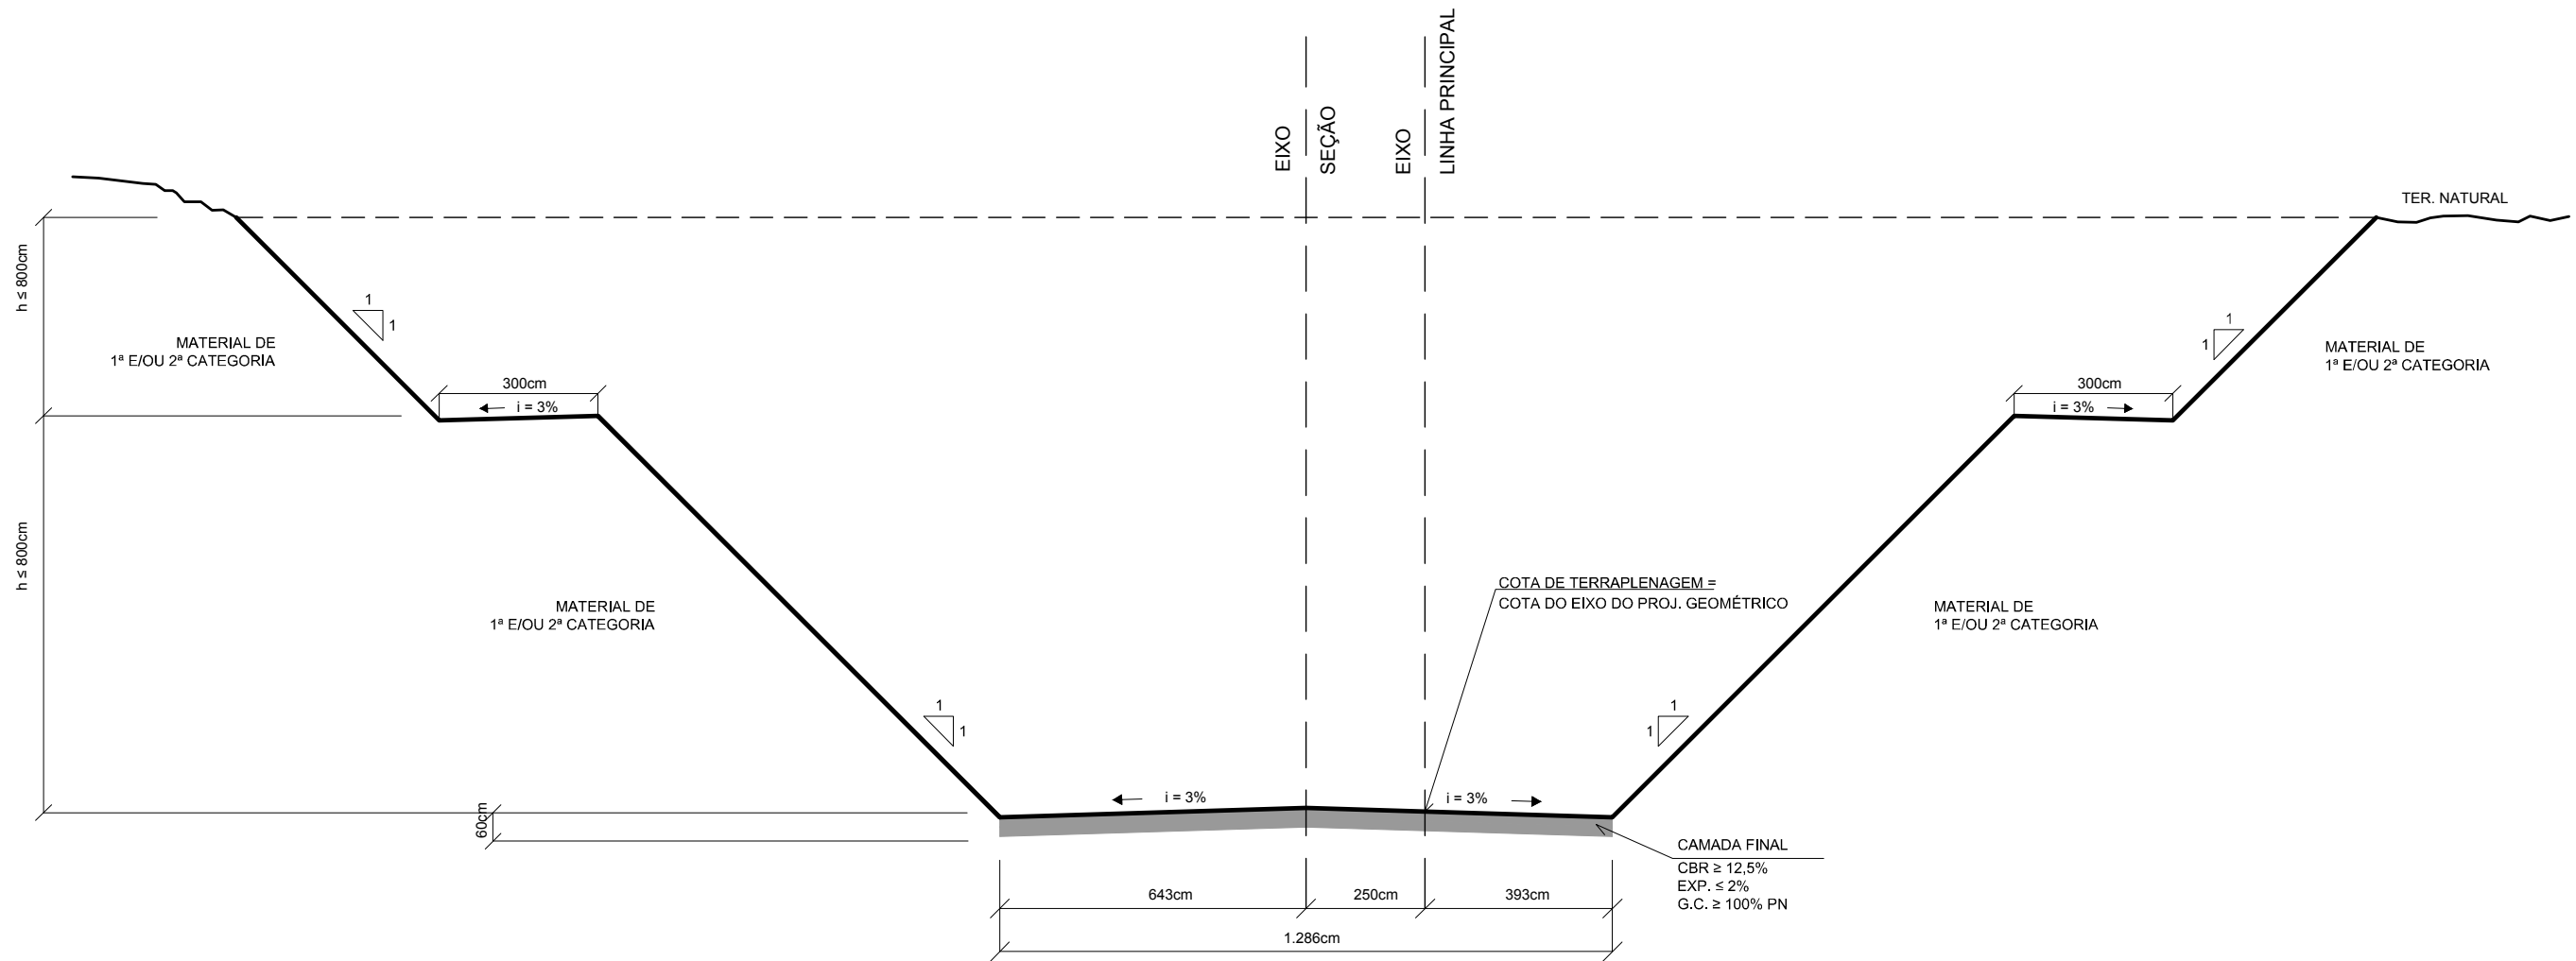 EIXO
SEÇÃO
EIXO
LINHA PRINCIPAL
TER. NATURAL
h ≤ 800cm
1
1
MATERIAL DE
1ª E/OU 2ª CATEGORIA
300cm
i = 3%
1
1
MATERIAL DE
1ª E/OU 2ª CATEGORIA
300cm
i = 3%
h ≤ 800cm
MATERIAL DE
1ª E/OU 2ª CATEGORIA
COTA DE TERRAPLENAGEM =
COTA DO EIXO DO PROJ. GEOMÉTRICO
MATERIAL DE
1ª E/OU 2ª CATEGORIA
1
1
1
1
i = 3%
i = 3%
60cm
CAMADA FINAL
CBR ≥ 12,5%
EXP. ≤ 2%
G.C. ≥ 100% PN
643cm
250cm
393cm
1.286cm